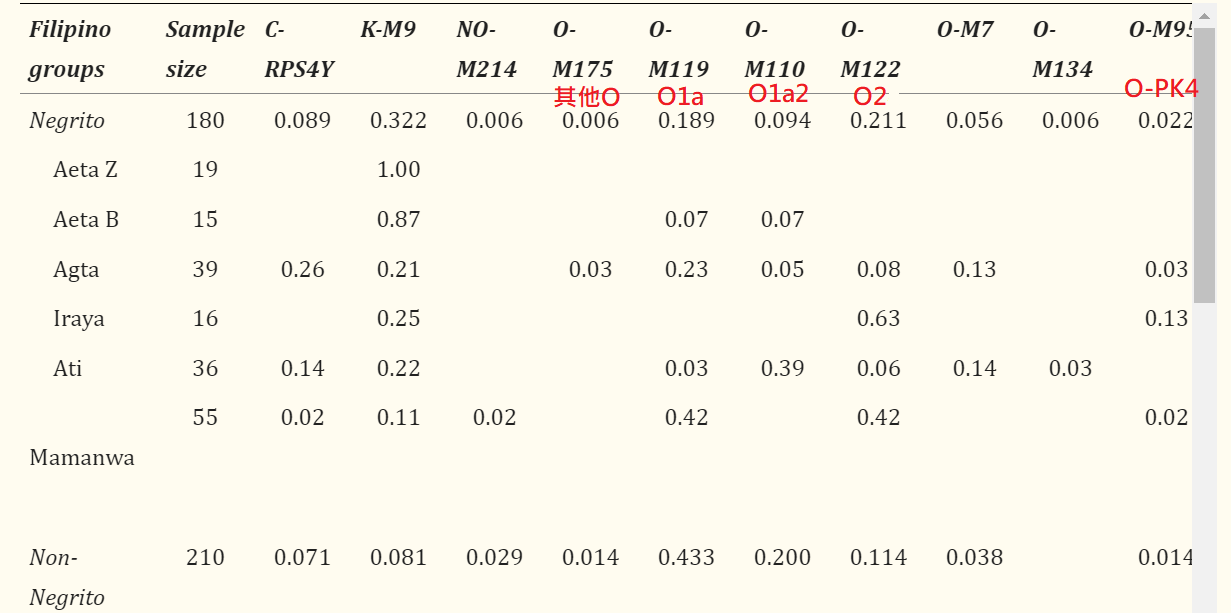 Filipino Sample C- K-M9 NO- O- O- O- O- O-M7 O- O-M95
groups size RPS4Y M214 M175 M119 M110 M122 M134
其他O O1a O1a2 O2 O-PK4
Negrito 180 0.089 0.322 0.006 0.006 0.189 0.094 0.211 0.056 0.006 0.022
Aeta Z 19 1.00
Aeta B 15 0.87 0.07 0.07
Agta 39 0.26 0.21 0.03 0.23 0.05 0.08 0.13 0.03
Iraya 16 0.25 0.63 0.13
Ati 36 0.14 0.22 0.03 0.39 0.06 0.14 0.03
55 0.02 0.11 0.02 0.42 0.42 0.02
Mamanwa
Non- 210 0.071 0.081 0.029 0.014 0.433 0.200 0.114 0.038 0.014
Negrito